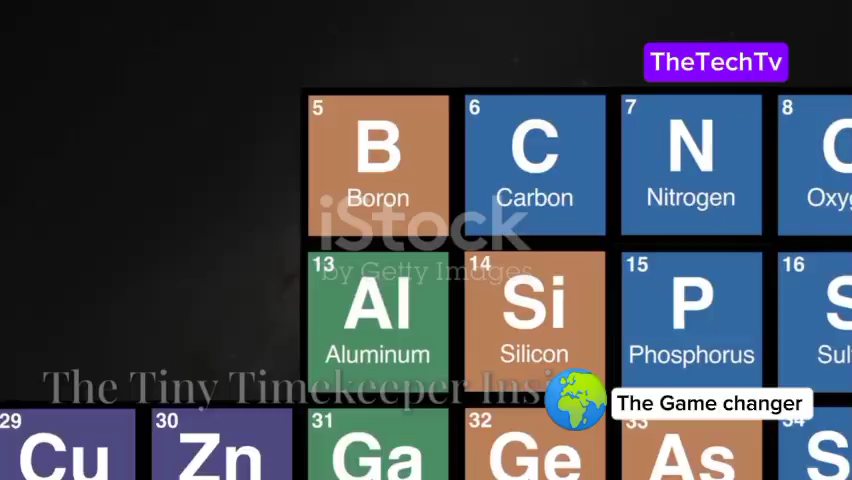 TheTechTv
5 6 7 8
B C N
Boron Carbon Nitrogen
iStock
by Getty Images
13 14 15 16
Al Si P S
Aluminum Silicon Phosphorus
The Tiny Timekeeper
The Game changer
29 30 31 32 33
Cu Zn Ga Ge As S